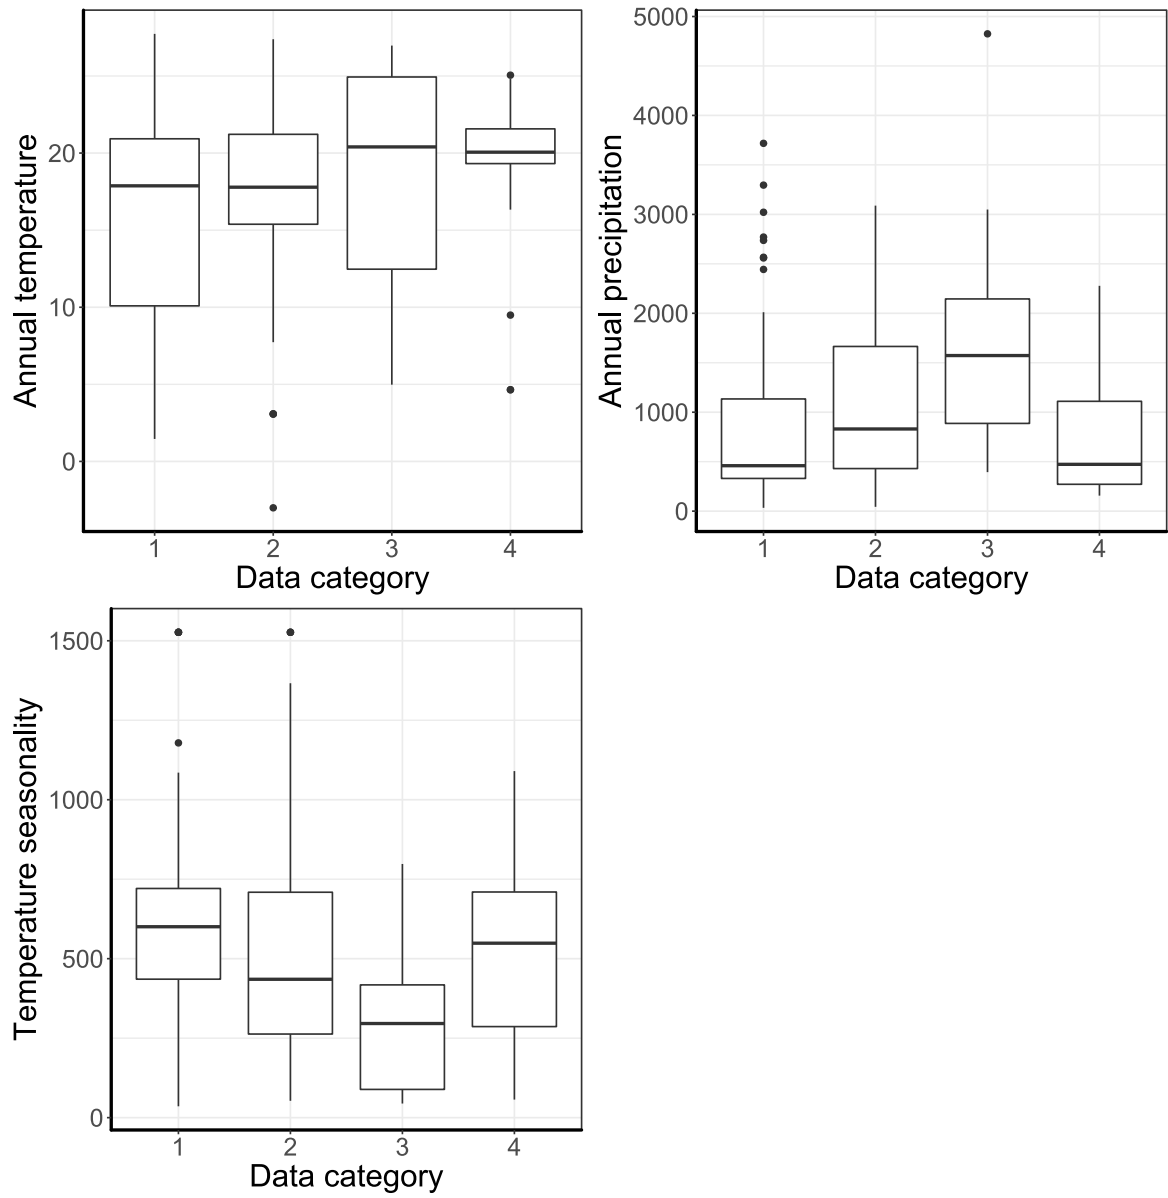 Annual temperature
20
10
0
1 2 3 4
Data category
Annual precipitation
5000
4000
3000
2000
1000
0
1 2 3 4
Data category
Temperature seasonality
1500
1000
500
0
1 2 3 4
Data category